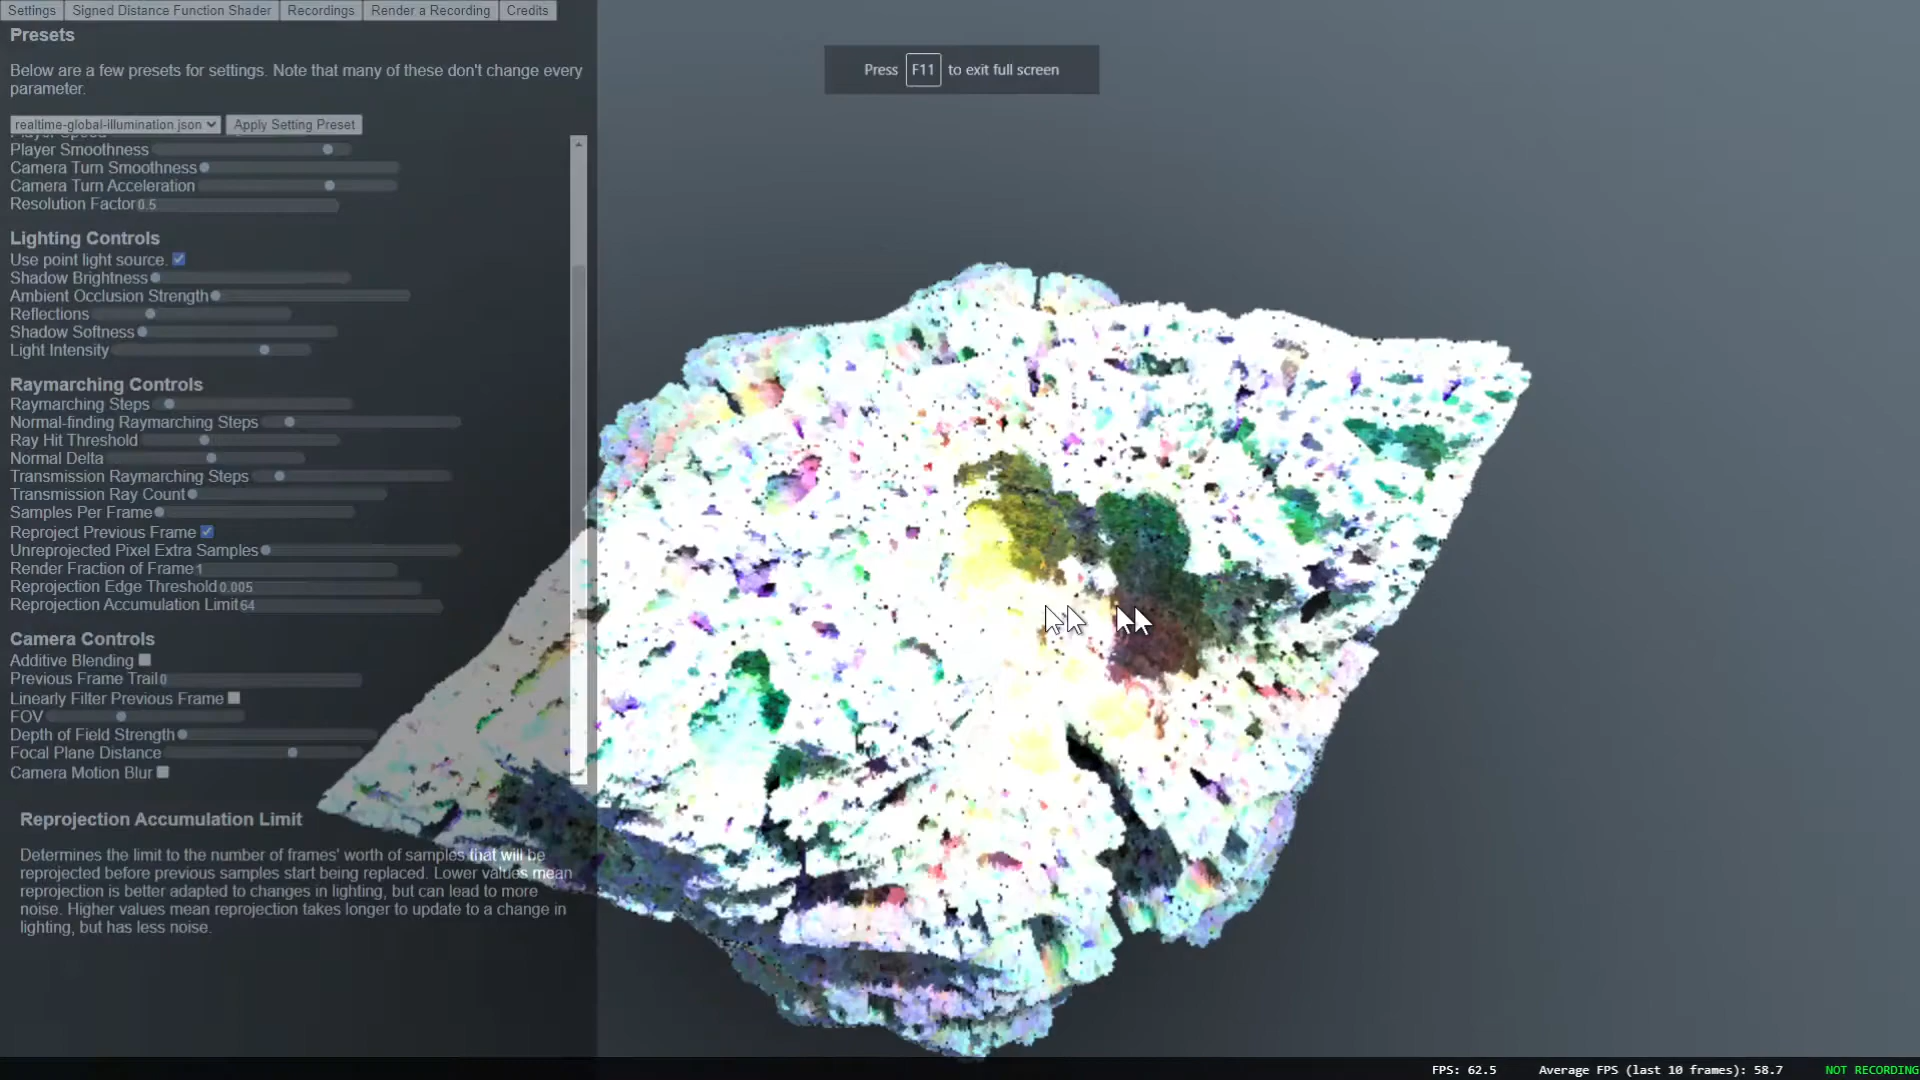 Settings
Signed Distance Function Shader
Recordings
Render a Recording
Credits
Presets
Below are a few presets for settings. Note that many of these don't change every
parameter.
realtime-global-illumination.json
Apply Setting Preset
Player Speed
Player Smoothness
Camera Turn Smoothness
Camera Turn Acceleration
Resolution Factor 0.5
Lighting Controls
Use point light source.
Shadow Brightness
Ambient Occlusion Strength
Reflections
Shadow Softness
Light Intensity
Raymarching Controls
Raymarching Steps
Normal-finding Raymarching Steps
Ray Hit Threshold
Normal Delta
Transmission Raymarching Steps
Transmission Ray Count
Samples Per Frame
Reproject Previous Frame
Unreprojected Pixel Extra Samples
Render Fraction of Frame 1
Reprojection Edge Threshold 0.005
Reprojection Accumulation Limit 64
Camera Controls
Additive Blending
Previous Frame Trail 0
Linearly Filter Previous Frame
FOV
Depth of Field Strength
Focal Plane Distance
Camera Motion Blur
Reprojection Accumulation Limit
Determines the limit to the number of frames' worth of samples that will be
reprojected before previous samples start being replaced. Lower values mean
reprojection is better adapted to changes in lighting, but can lead to more
noise. Higher values mean reprojection takes longer to update to a change in
lighting, but has less noise.
Press F11 to exit full screen
FPS: 62.5
Average FPS (last 10 frames): 58.7
NOT RECORDING